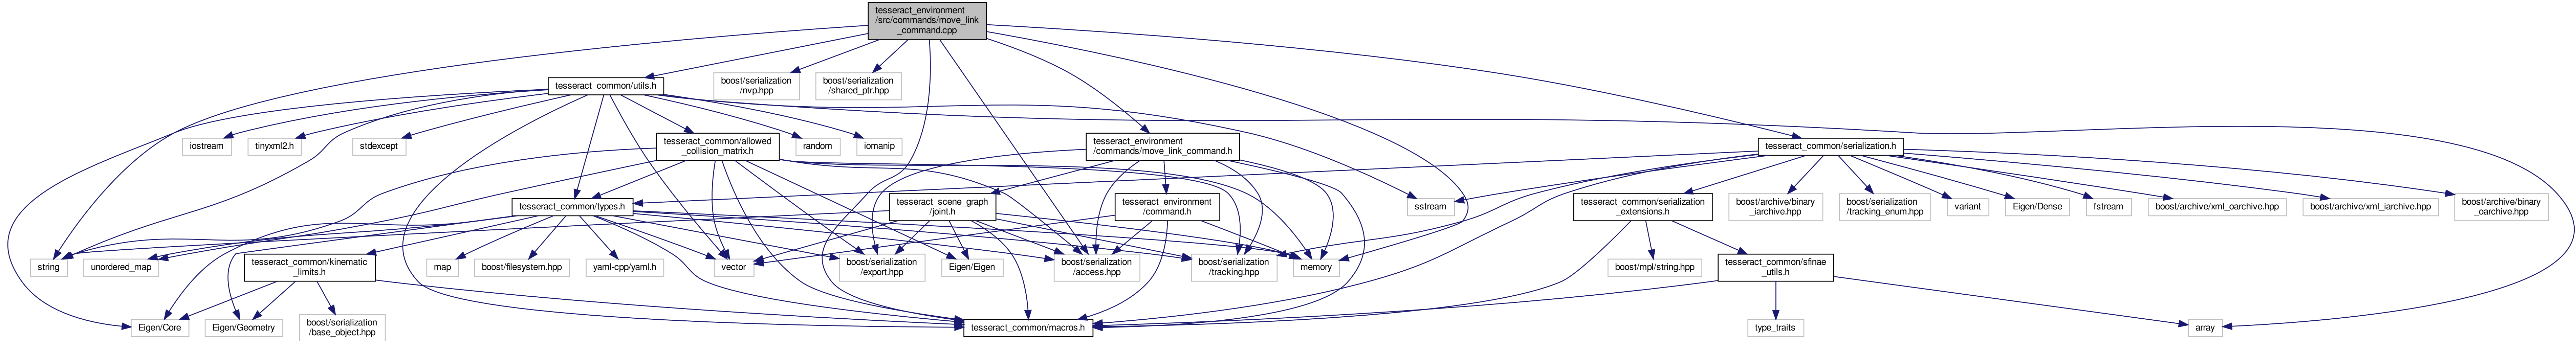 tesseract_environment
/src/commands/move_link
_command.cpp
tesseract_common/utils.h
boost/serialization
/nvp.hpp
boost/serialization
/shared_ptr.hpp
iostream
tinyxml2.h
stdexcept
tesseract_common/allowed
_collision_matrix.h
random
iomanip
tesseract_environment
/commands/move_link_command.h
tesseract_common/serialization.h
tesseract_common/types.h
tesseract_scene_graph
/joint.h
tesseract_environment
/command.h
sstream
tesseract_common/serialization
_extensions.h
boost/archive/binary
_iarchive.hpp
boost/serialization
/tracking_enum.hpp
variant
Eigen/Dense
fstream
boost/archive/xml_oarchive.hpp
boost/archive/xml_iarchive.hpp
boost/archive/binary
_oarchive.hpp
string
unordered_map
tesseract_common/kinematic
_limits.h
map
boost/filesystem.hpp
yaml-cpp/yaml.h
vector
boost/serialization
/export.hpp
Eigen/Eigen
boost/serialization
/access.hpp
boost/serialization
/tracking.hpp
memory
boost/mpl/string.hpp
tesseract_common/sfinae
_utils.h
Eigen/Core
Eigen/Geometry
boost/serialization
/base_object.hpp
tesseract_common/macros.h
type_traits
array